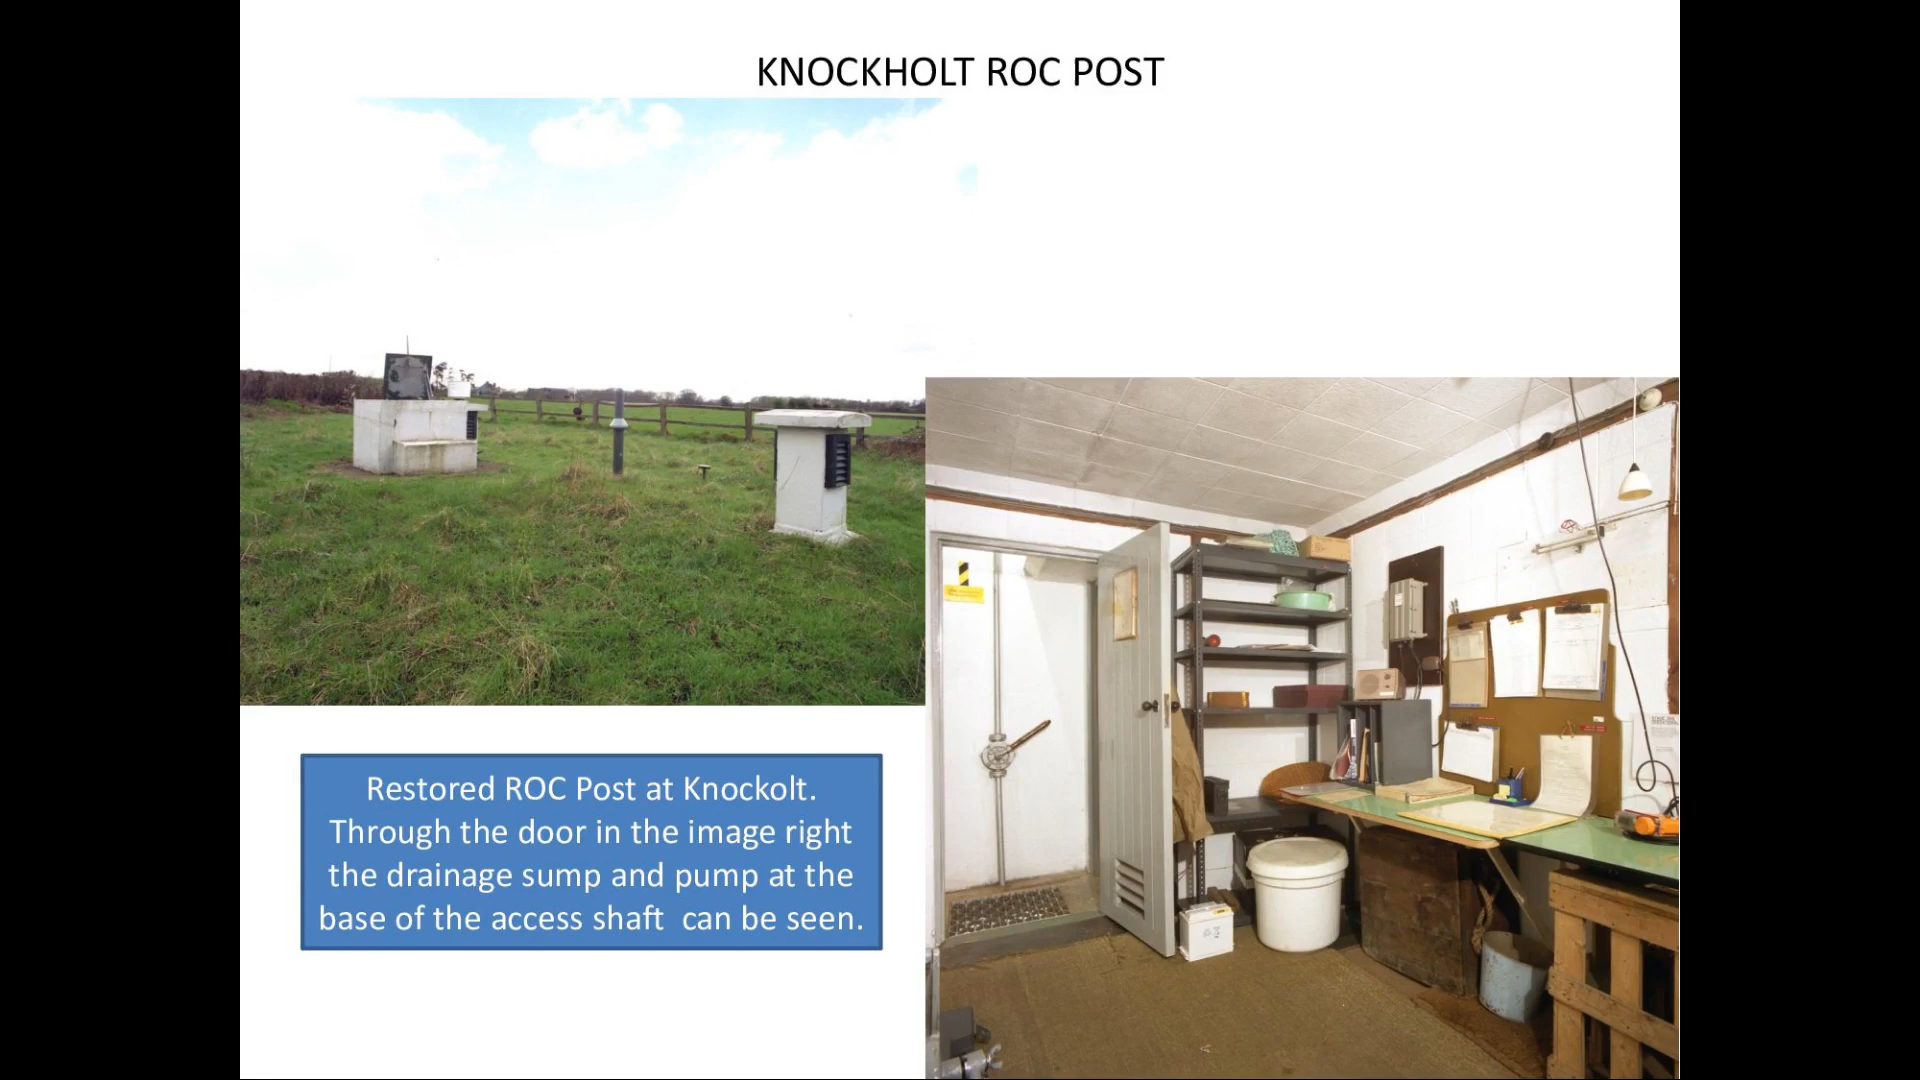 KNOCKHOLT ROC POST
Restored ROC Post at Knockolt.
Through the door in the image right
the drainage sump and pump at the
base of the access shaft can be seen.